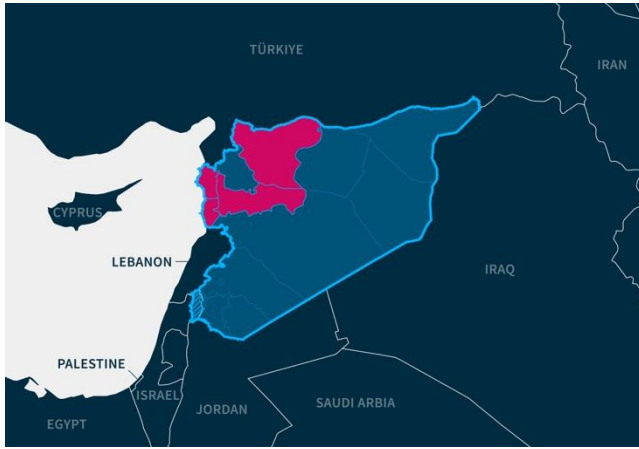 TÜRKIYE
IRAN
CYPRUS
LEBANON
IRAQ
PALESTINE
ISRAEL
JORDAN
SAUDI ARBIA
EGYPT